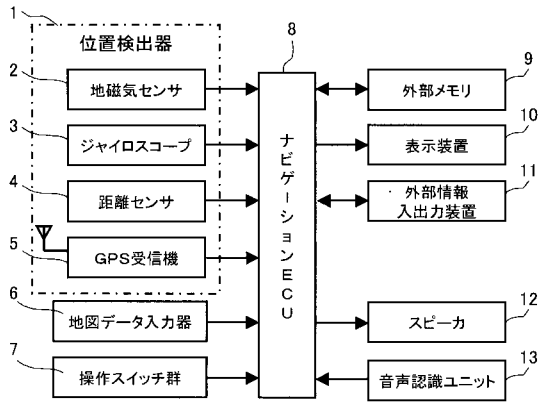 1
位置検出器
2
地磁気センサ
3
ジャイロスコープ
4
距離センサ
5
GPS受信機
6
地図データ入力器
7
操作スイッチ群
8
ナビゲーションECU
9
外部メモリ
10
表示装置
11
外部情報
入出力装置
12
スピーカ
13
音声認識ユニット